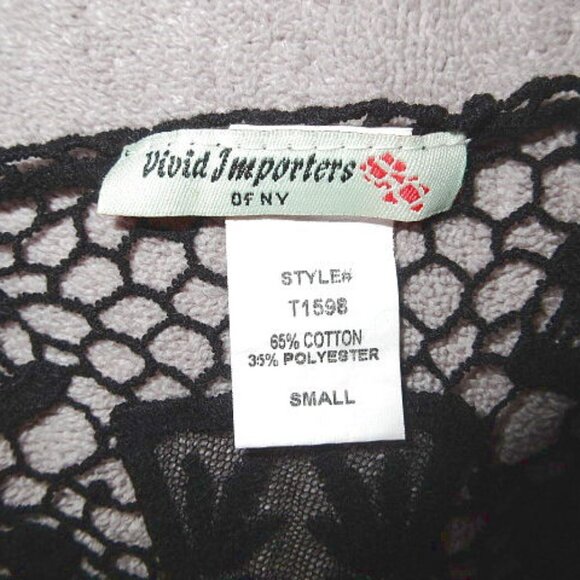 Vivid Importers
OF NY
STYLE#
T1598
65% COTTON
35% POLYESTER
SMALL